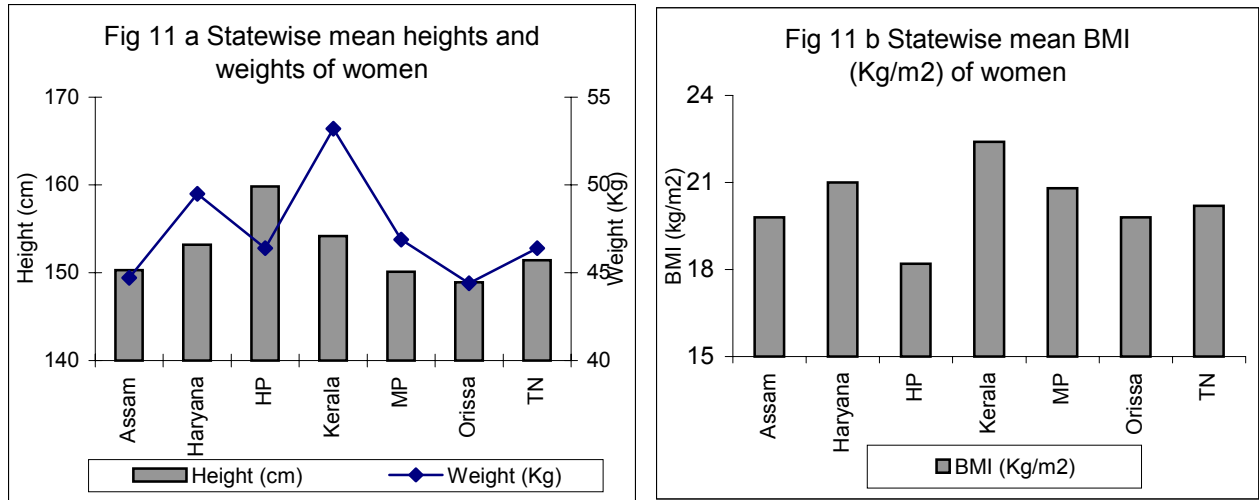 Fig 11 a Statewise mean heights and
weights of women
170
160
150
140
Height (cm)
55
50
45
40
Weight (Kg)
Assam
Haryana
HP
Kerala
MP
Orissa
TN
Height (cm)
Weight (Kg)
Fig 11 b Statewise mean BMI
(Kg/m2) of women
24
21
18
15
BMI (kg/m2)
Assam
Haryana
HP
Kerala
MP
Orissa
TN
BMI (Kg/m2)